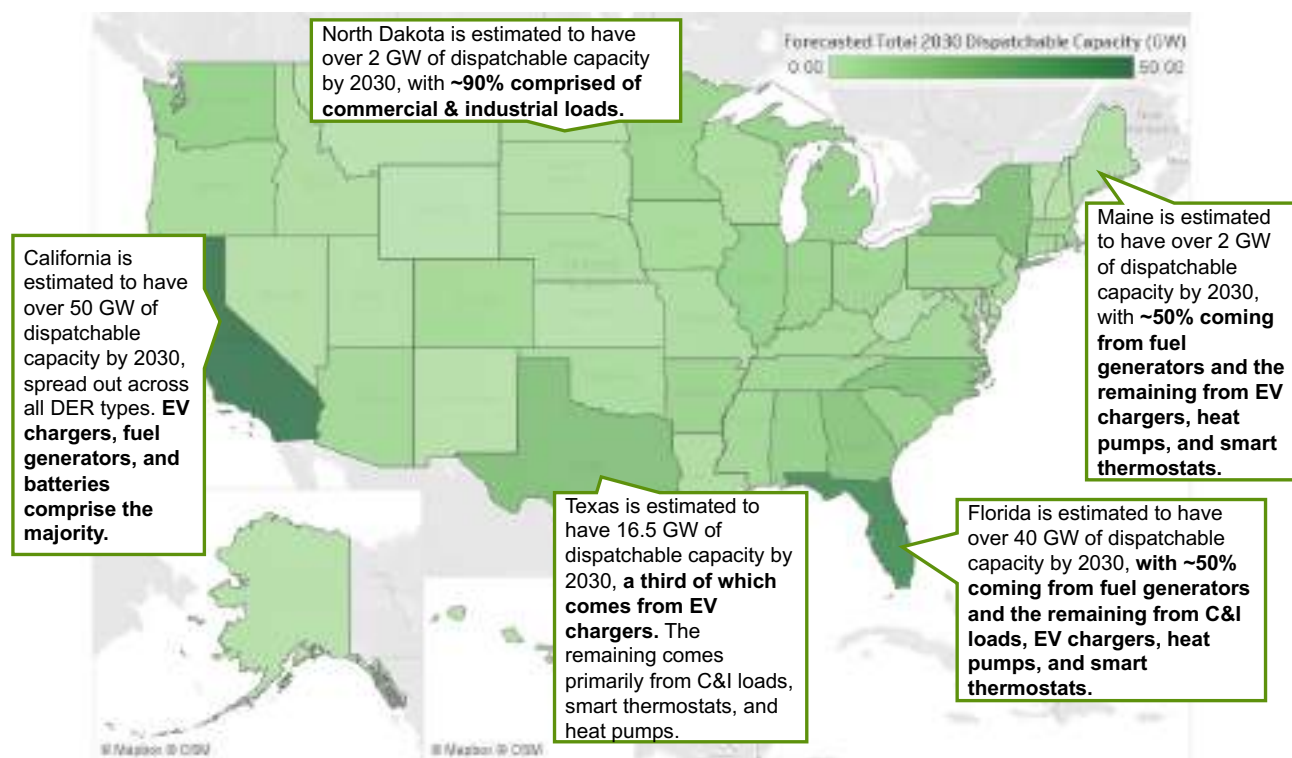 North Dakota is estimated to have
over 2 GW of dispatchable capacity
by 2030, with ~90% comprised of
commercial & industrial loads.
Forecasted Total 2030 Dispatchable Capacity (GW)
0.00 50.00
California is
estimated to have
over 50 GW of
dispatchable
capacity by 2030,
spread out across
all DER types. EV
chargers, fuel
generators, and
batteries
comprise the
majority.
Maine is estimated
to have over 2 GW
of dispatchable
capacity by 2030,
with ~50% coming
from fuel
generators and the
remaining from EV
chargers, heat
pumps, and smart
thermostats.
Texas is estimated to
have 16.5 GW of
dispatchable capacity by
2030, a third of which
comes from EV
chargers. The
remaining comes
primarily from C&I loads,
smart thermostats, and
heat pumps.
Florida is estimated to have
over 40 GW of dispatchable
capacity by 2030, with ~50%
coming from fuel generators
and the remaining from C&I
loads, EV chargers, heat
pumps, and smart
thermostats.
© Mapbox © OSM
© Mapbox © OSM